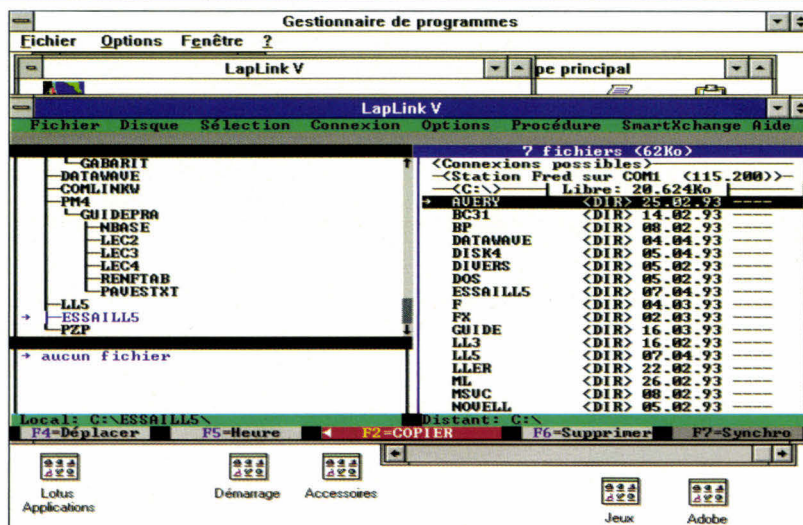 Gestionnaire de programmes
Fichier Options Fenêtre ?
LapLink V
pe principal
LapLink V
Fichier Disque Sélection Connexion Options Procédure SmartXchange Aide
GABARIT
DATAWAVE
COMLINKW
PM4
GUIDEPRA
NBASE
LEC2
LEC3
LEC4
RENFTAB
PAVESTXT
LL5
→ ESSAILL5
PZP
→ aucun fichier
7 fichiers (62Ko)
<Connexions possibles>
<Station Fred sur COM1 (115.200)>
<C:\> Libre: 20.624Ko
→ AVERY <DIR> 25.02.93 ----
BC31 <DIR> 14.02.93 ----
BP <DIR> 08.02.93 ----
DATAWAVE <DIR> 04.04.93 ----
DISK4 <DIR> 05.04.93 ----
DIVERS <DIR> 05.02.93 ----
DOS <DIR> 05.02.93 ----
ESSAILL5 <DIR> 07.04.93 ----
F <DIR> 04.03.93 ----
FX <DIR> 02.03.93 ----
GUIDE <DIR> 16.03.93 ----
LL3 <DIR> 16.02.93 ----
LL5 <DIR> 07.04.93 ----
LLER <DIR> 22.02.93 ----
ML <DIR> 26.02.93 ----
MSVC <DIR> 08.02.93 ----
NOVELL <DIR> 05.02.93 ----
Local: C:\ESSAILL5\
Distant: C:\
F4=Déplacer F5=Heure F2=COPIER F6=Supprimer F7=Synchro
Lotus Applications
Démarrage
Accessoires
Jeux
Adobe